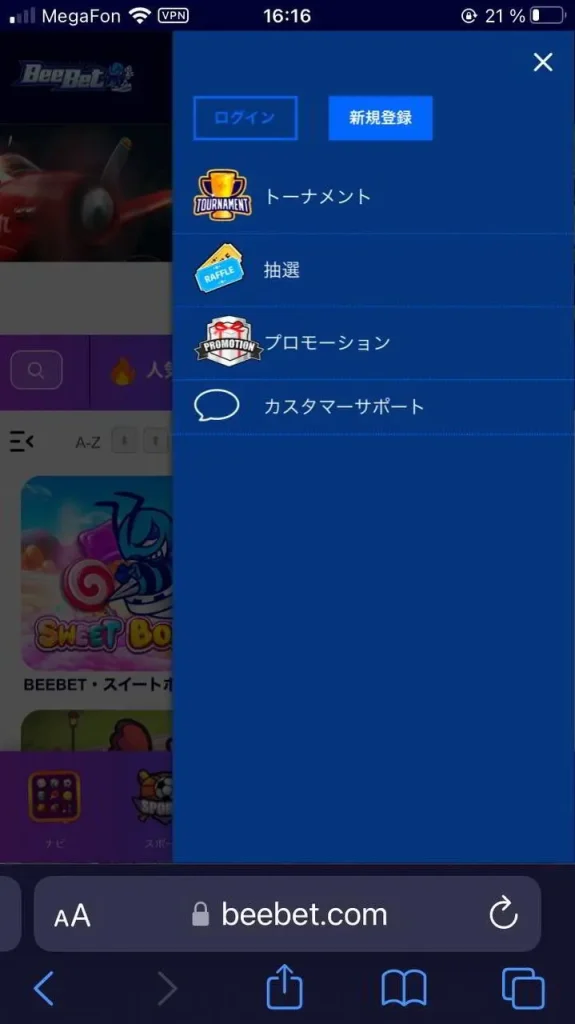 MegaFon VPN 16:16 21 %
BeeBet
ログイン 新規登録
TOURNAMENT トーナメント
RAFFLE 抽選
PROMOTION プロモーション
カスタマーサポート
人気
A-Z
SWEET BO
BEEBET・スイートボ
SPO
ナビ スポー
AA beebet.com